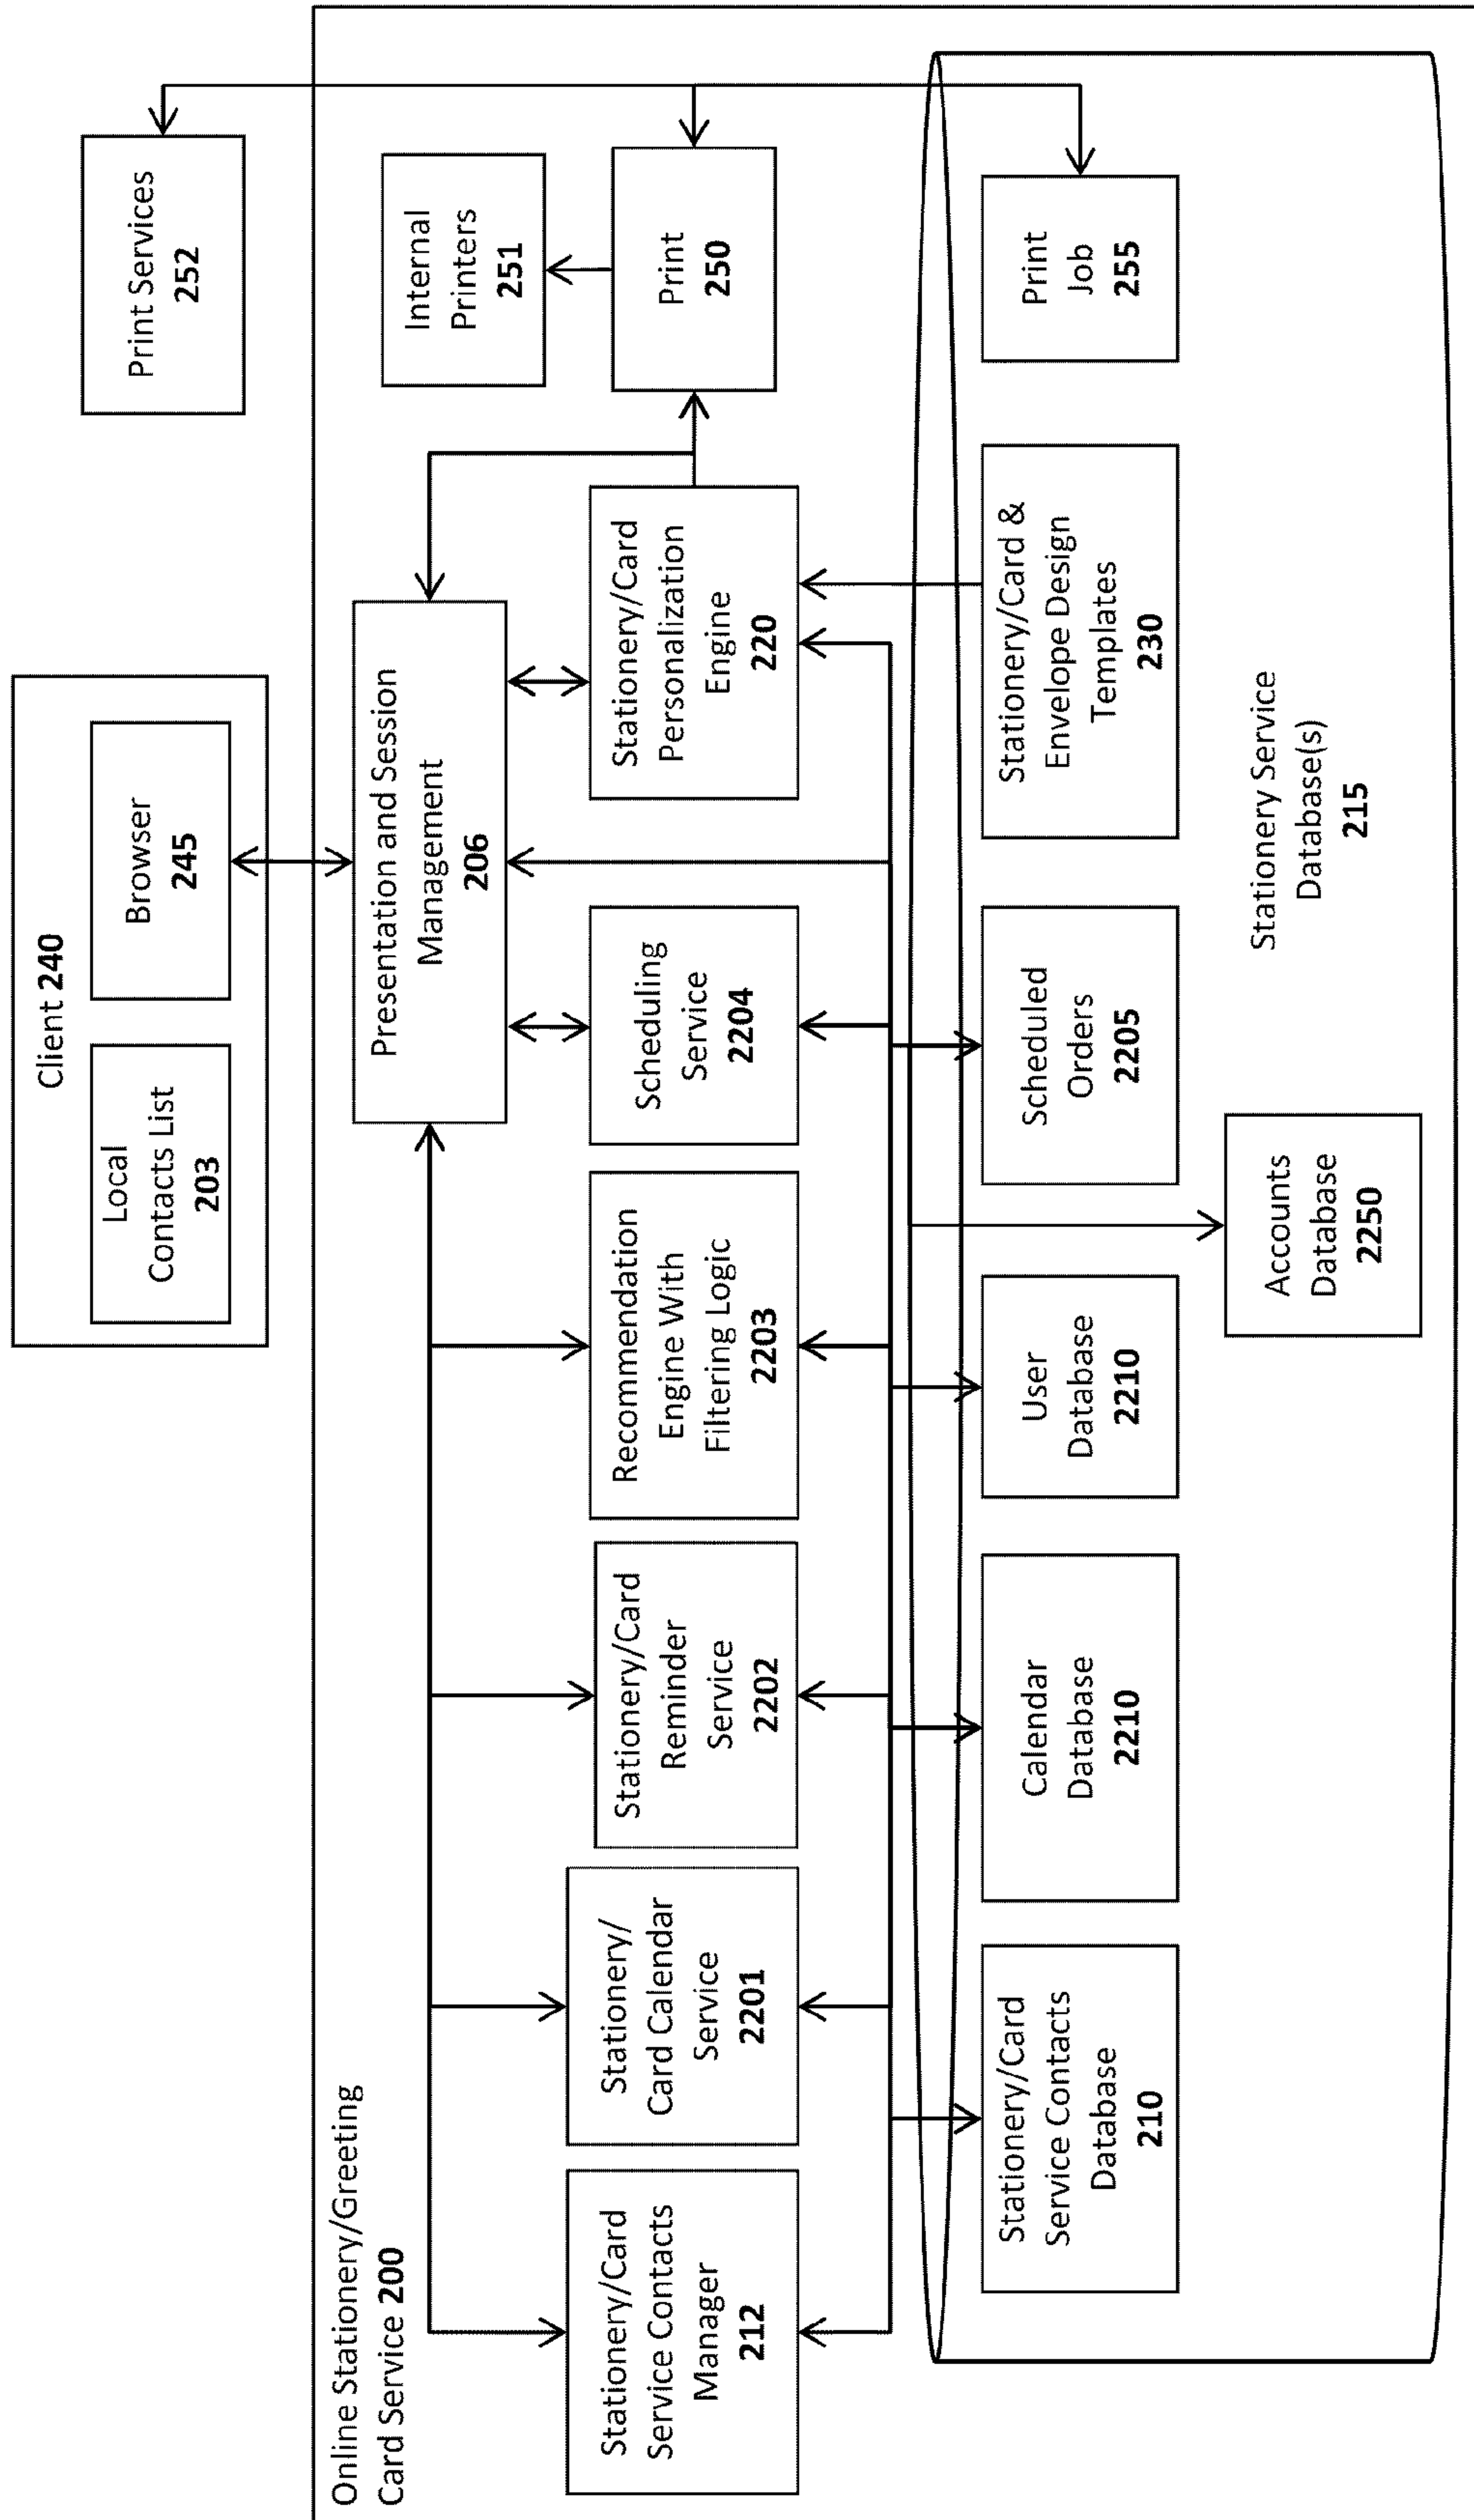 Client 240
Local
Contacts List
203
Browser
245
Print Services
252
Online Stationery/Greeting
Card Service 200
Presentation and Session
Management
206
Internal
Printers
251
Stationery/Card
Service Contacts
Manager
212
Stationery/
Card Calendar
Service
2201
Stationery/Card
Reminder
Service
2202
Recommendation
Engine With
Filtering Logic
2203
Scheduling
Service
2204
Stationery/Card
Personalization
Engine
220
Print
250
Stationery/Card
Service Contacts
Database
210
Calendar
Database
2210
User
Database
2210
Scheduled
Orders
2205
Stationery/Card &
Envelope Design
Templates
230
Print
Job
255
Accounts
Database
2250
Stationery Service
Database(s)
215